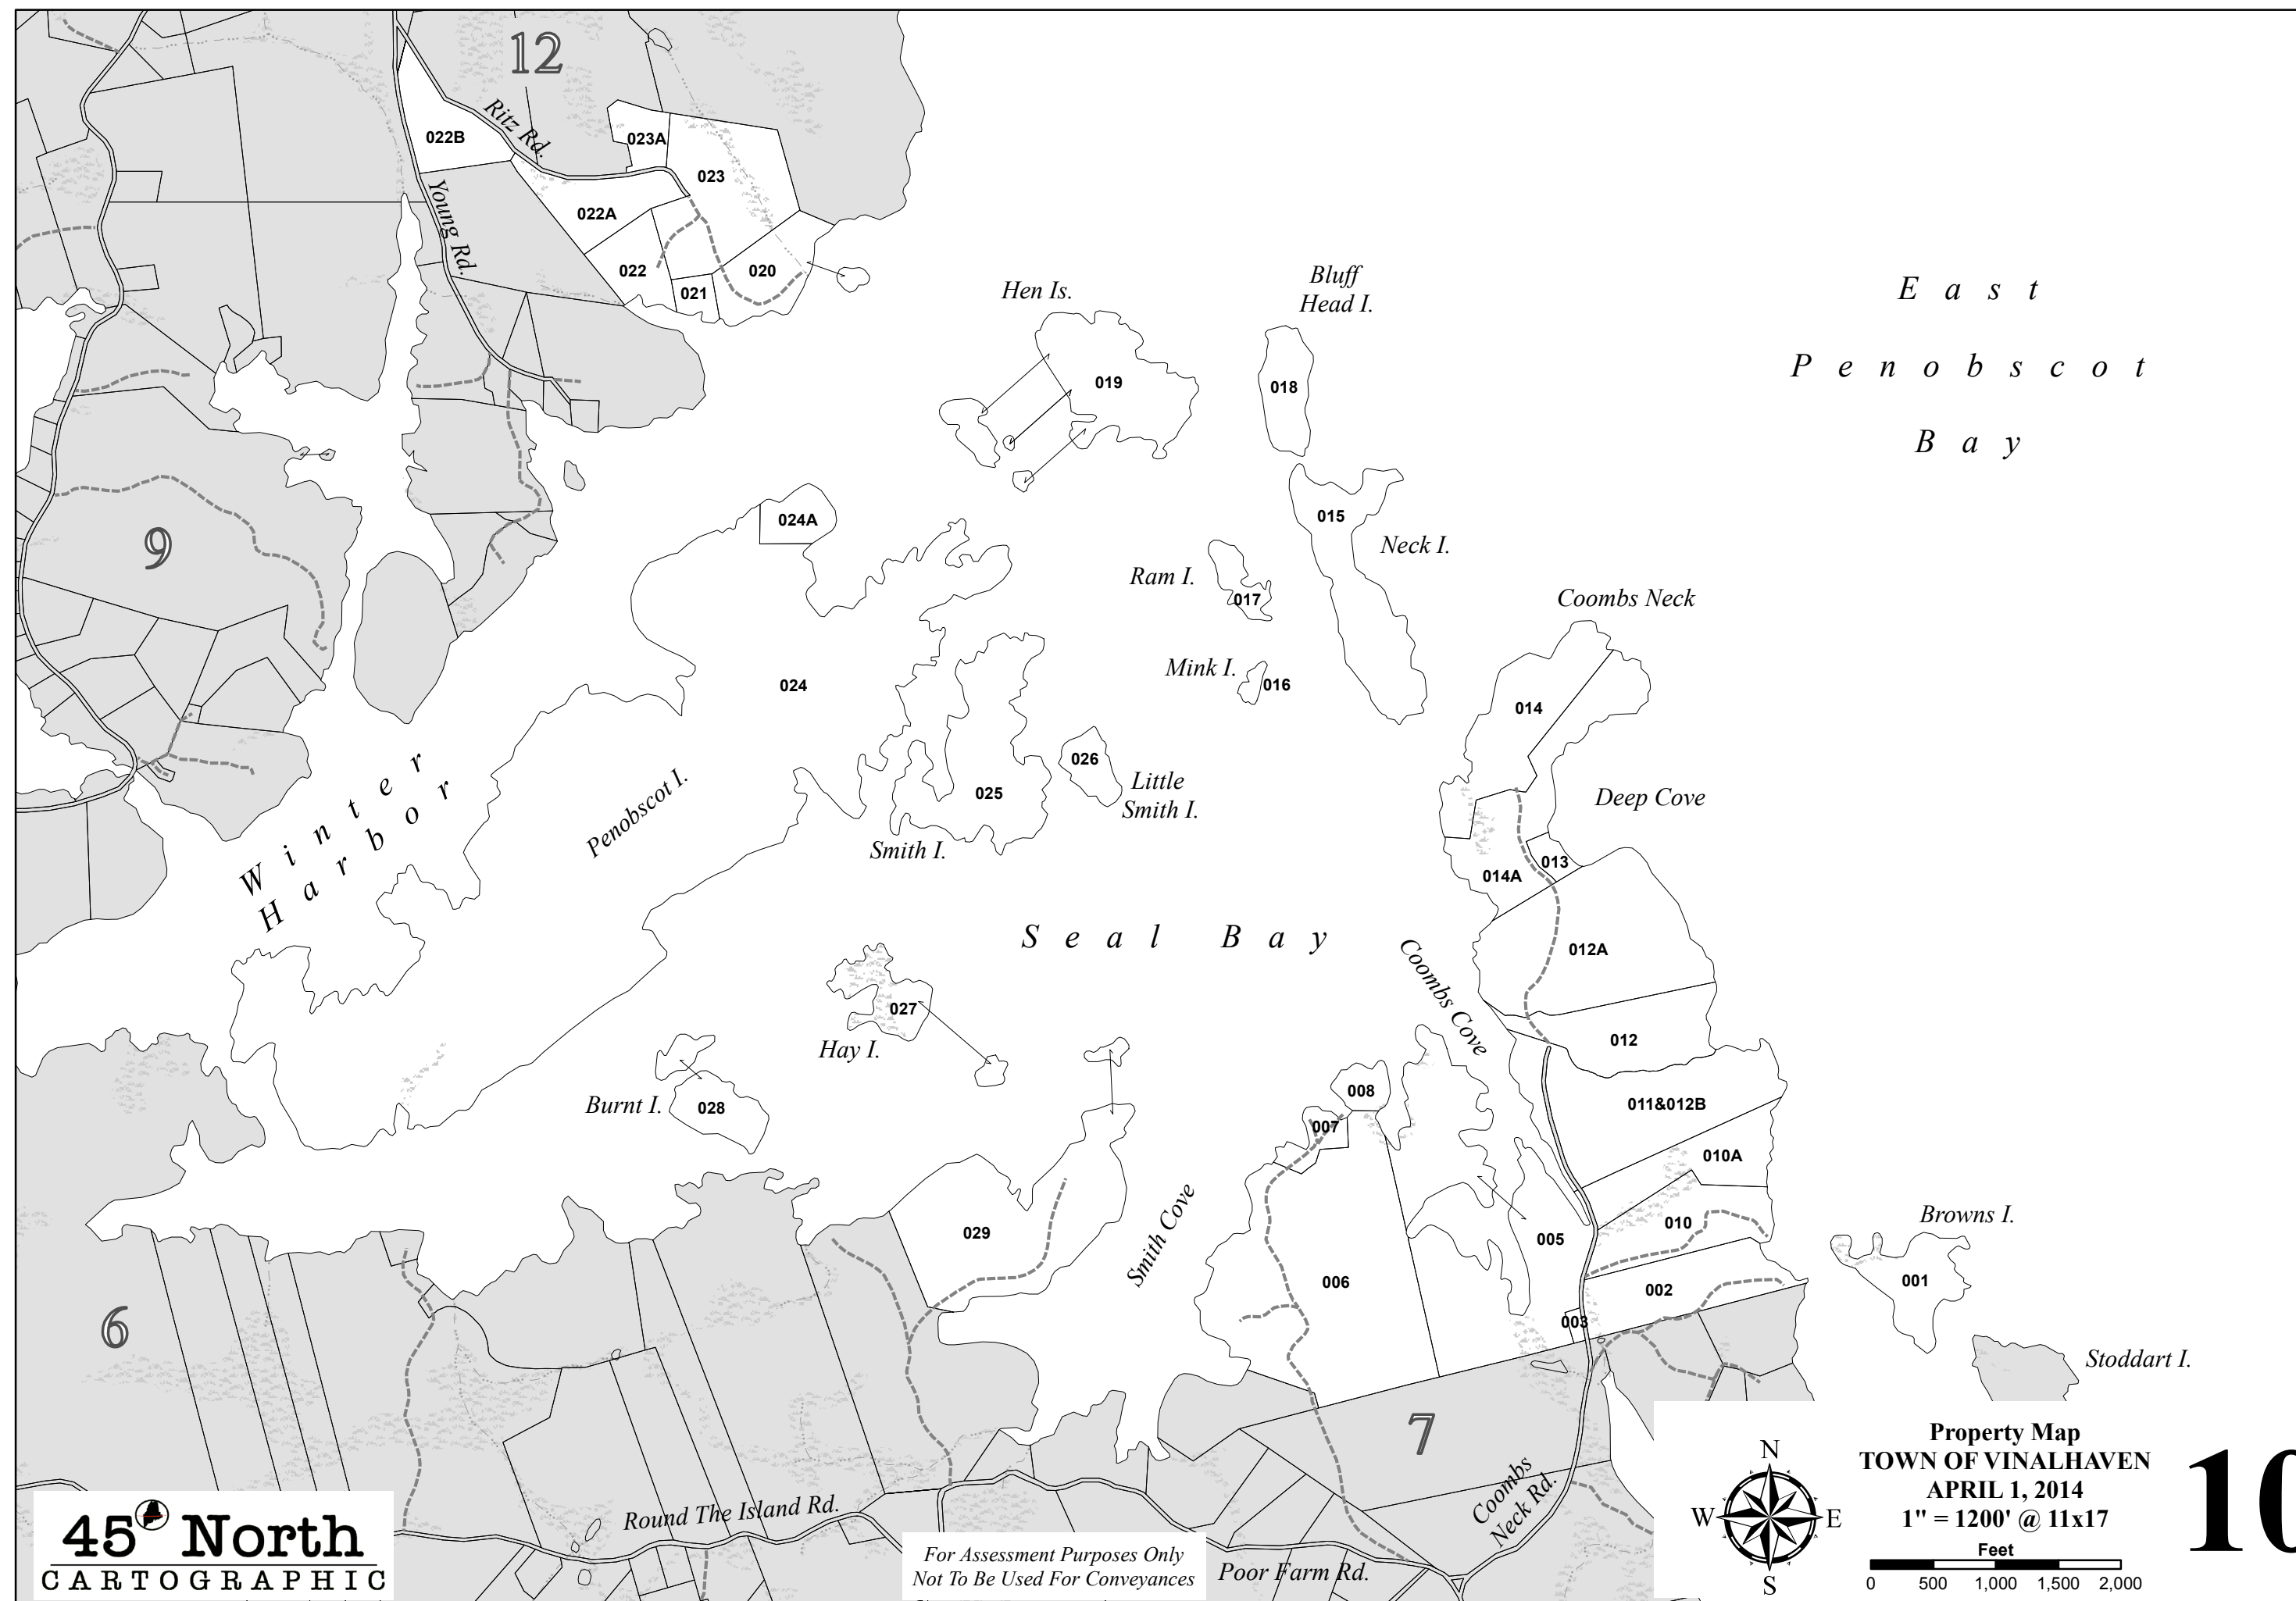 12
022B
Ritz Rd.
023A
023
Young Rd.
022A
022
020
021
Hen Is.
Bluff
Head I.
East
Penobscot
Bay
019
018
9
024A
015
Neck I.
Ram I.
017
Coombs Neck
024
Mink I.
016
014
Winter
Harbor
Penobscot I.
026
025
Little
Smith I.
Smith I.
Deep Cove
013
014A
Seal Bay
012A
Coombs Cove
027
Hay I.
012
Burnt I.
028
008
007
011&012B
010A
029
Smith Cove
006
005
010
Browns I.
001
002
003
6
Stoddart I.
7
Coombs
Neck Rd.
Round The Island Rd.
Poor Farm Rd.
45° North
CARTOGRAPHIC
For Assessment Purposes Only
Not To Be Used For Conveyances
N
W E
S
Property Map
TOWN OF VINALHAVEN
APRIL 1, 2014
1" = 1200' @ 11x17
Feet
0 500 1,000 1,500 2,000
10